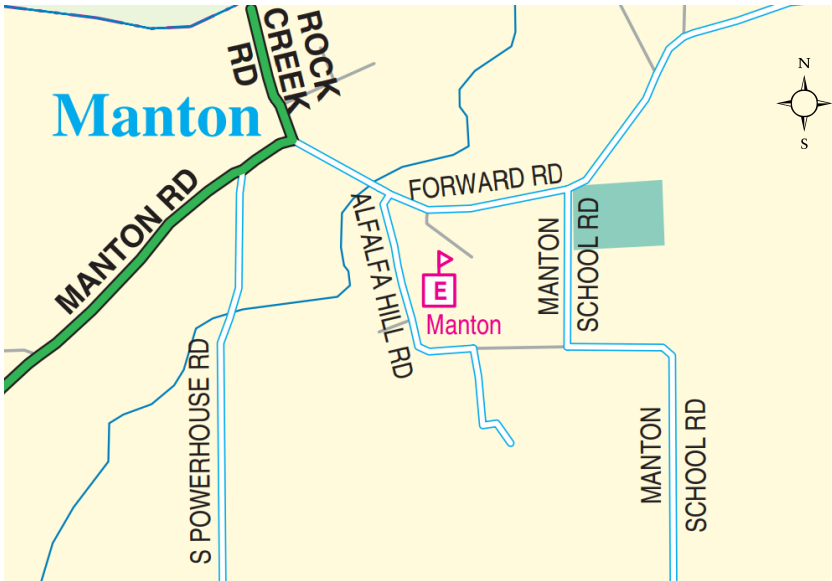 ROCK
CREEK
RD
N
S
Manton
MANTON RD
FORWARD RD
ALFALFA HILL RD
MANTON
SCHOOL RD
E
Manton
S POWERHOUSE RD
MANTON
SCHOOL RD